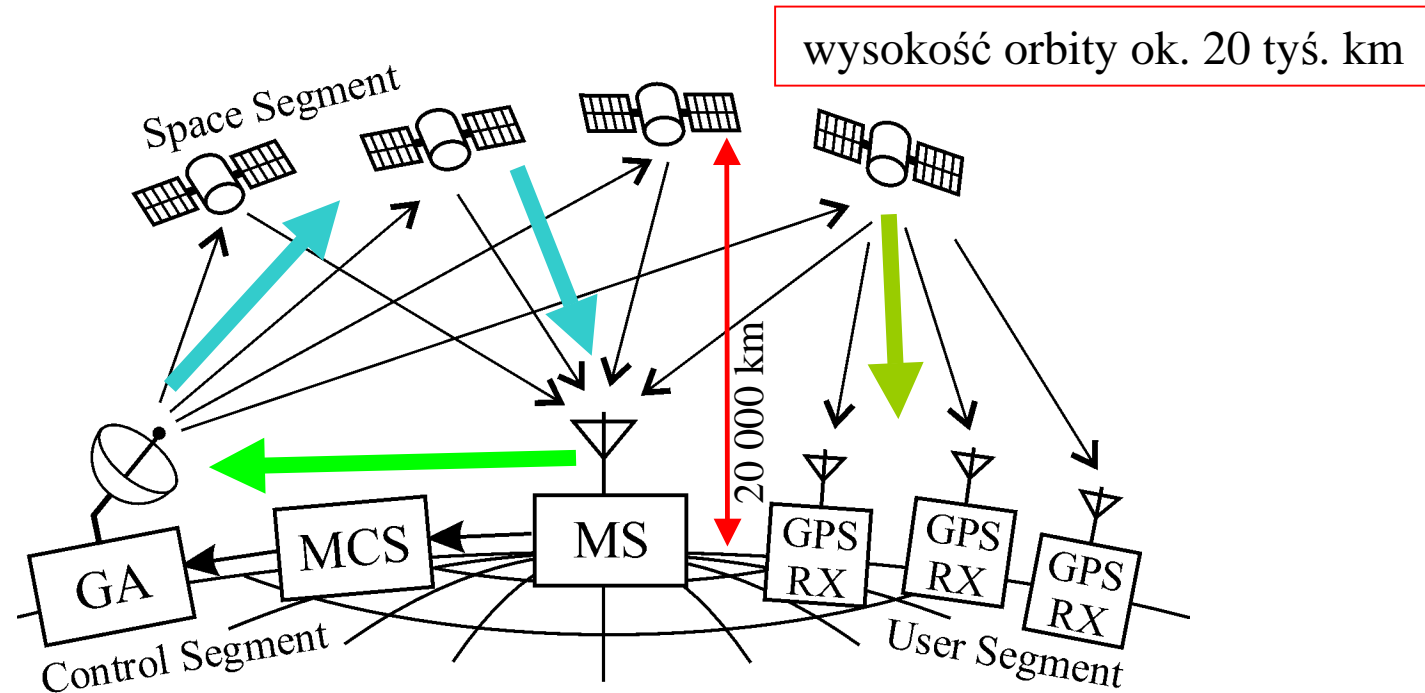 wysokość orbity ok. 20 tyś. km
Space Segment
20 000 km
GA
MCS
MS
GPS
RX
GPS
RX
GPS
RX
Control Segment
User Segment